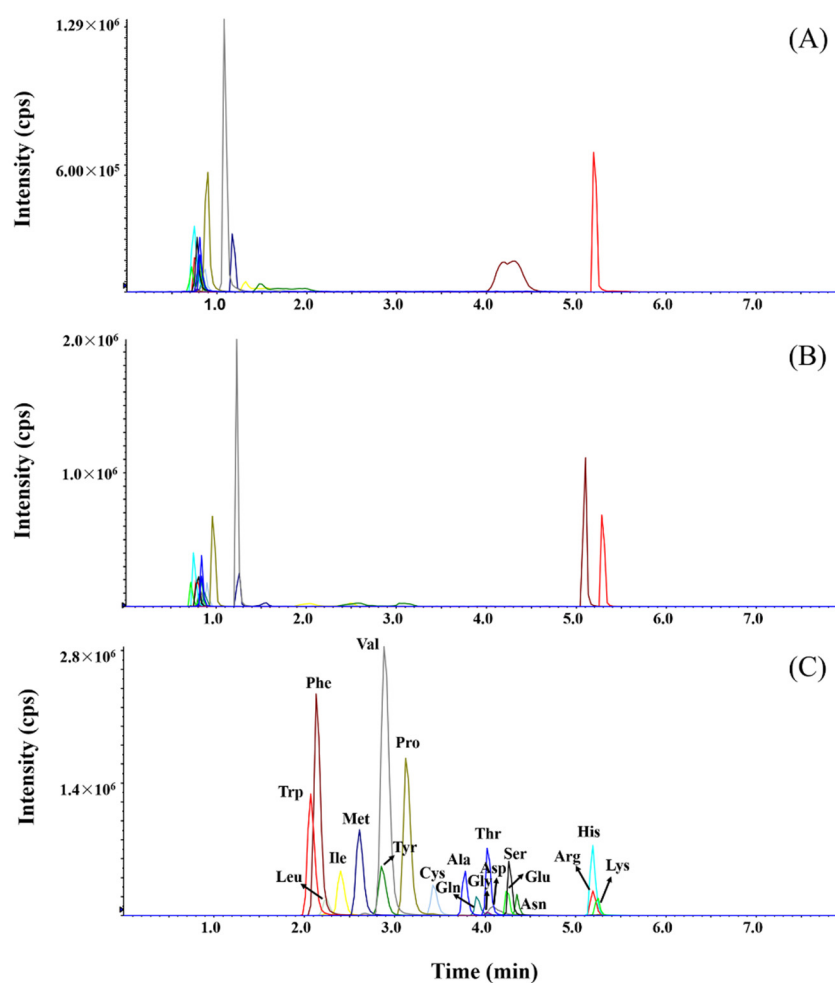 (A)
1.29×10⁶
6.00×10⁵
Intensity (cps)
1.0 2.0 3.0 4.0 5.0 6.0 7.0
(B)
2.0×10⁶
1.0×10⁶
Intensity (cps)
1.0 2.0 3.0 4.0 5.0 6.0 7.0
(C)
2.8×10⁶
1.4×10⁶
Intensity (cps)
Val
Phe
Pro
Trp
Met
Thr
His
Leu
Ile
Tyr
Cys
Ala
Gln
Gly
Asp
Ser
Glu
Asn
Arg
Lys
1.0 2.0 3.0 4.0 5.0 6.0 7.0
Time (min)